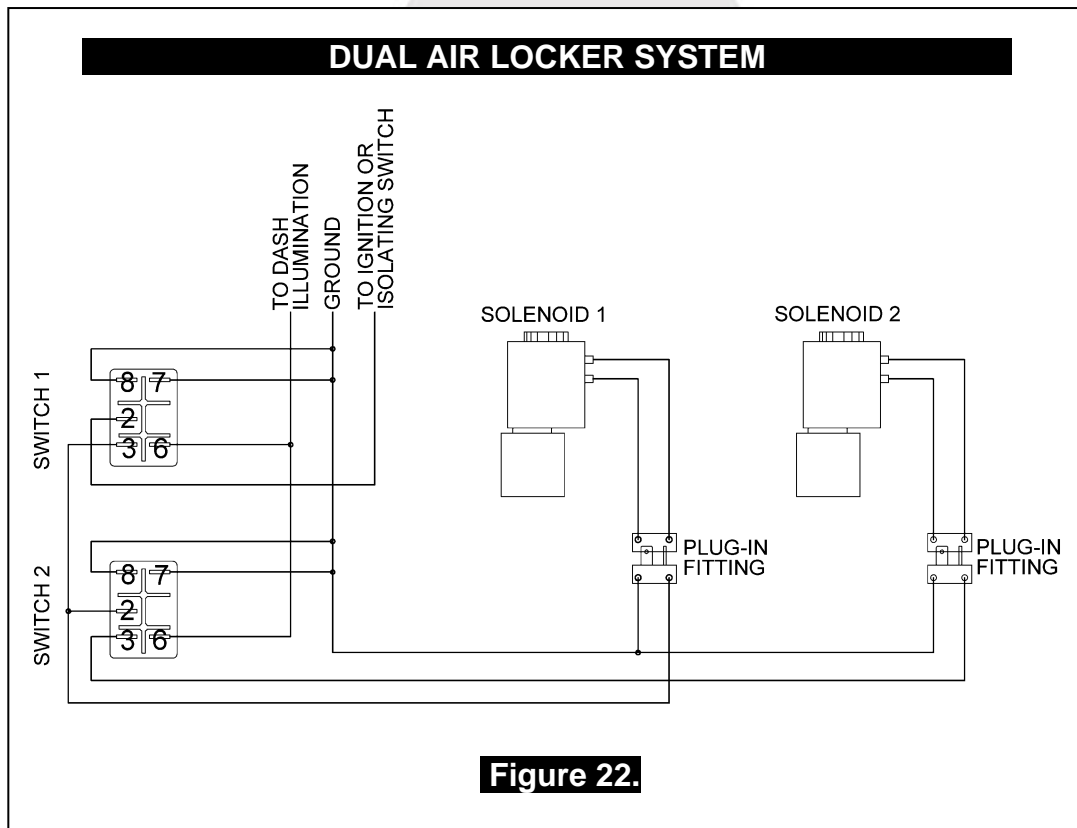 DUAL AIR LOCKER SYSTEM
TO DASH
ILLUMINATION
GROUND
TO IGNITION OR
ISOLATING SWITCH
SOLENOID 1
SOLENOID 2
SWITCH 1
8 7
2
3 6
SWITCH 2
8 7
2
3 6
PLUG-IN
FITTING
PLUG-IN
FITTING
Figure 22.